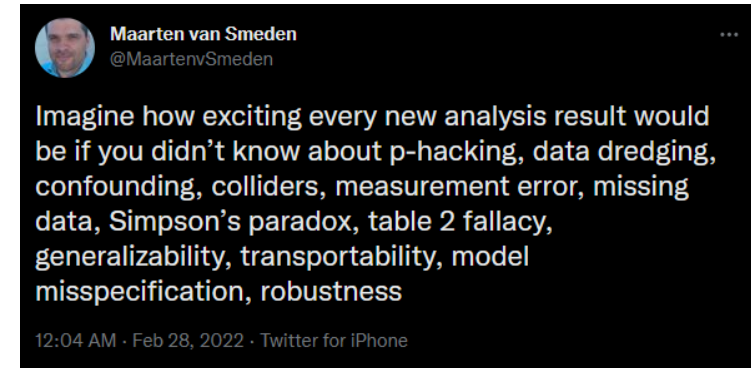 Maarten van Smeden
@MaartenvSmeden
Imagine how exciting every new analysis result would
be if you didn’t know about p-hacking, data dredging,
confounding, colliders, measurement error, missing
data, Simpson’s paradox, table 2 fallacy,
generalizability, transportability, model
misspecification, robustness
12:04 AM · Feb 28, 2022 · Twitter for iPhone